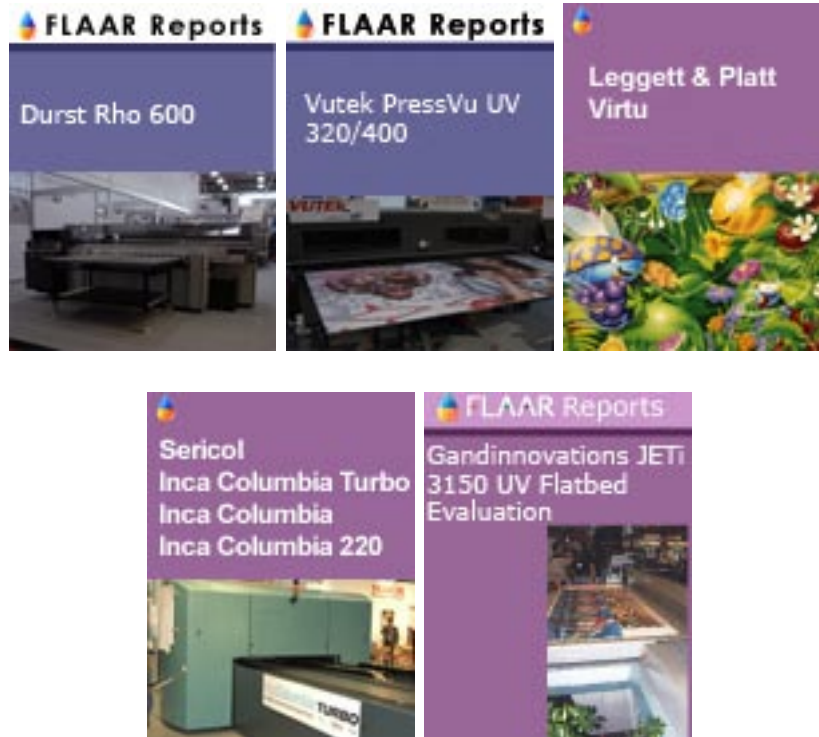 FLAAR Reports
Durst Rho 600
FLAAR Reports
Vutek PressVu UV
320/400
VUTEK
Leggett & Platt
Virtu
Sericol
Inca Columbia Turbo
Inca Columbia
Inca Columbia 220
TURBO
FLAAR Reports
Gandinnovations JETi
3150 UV Flatbed
Evaluation